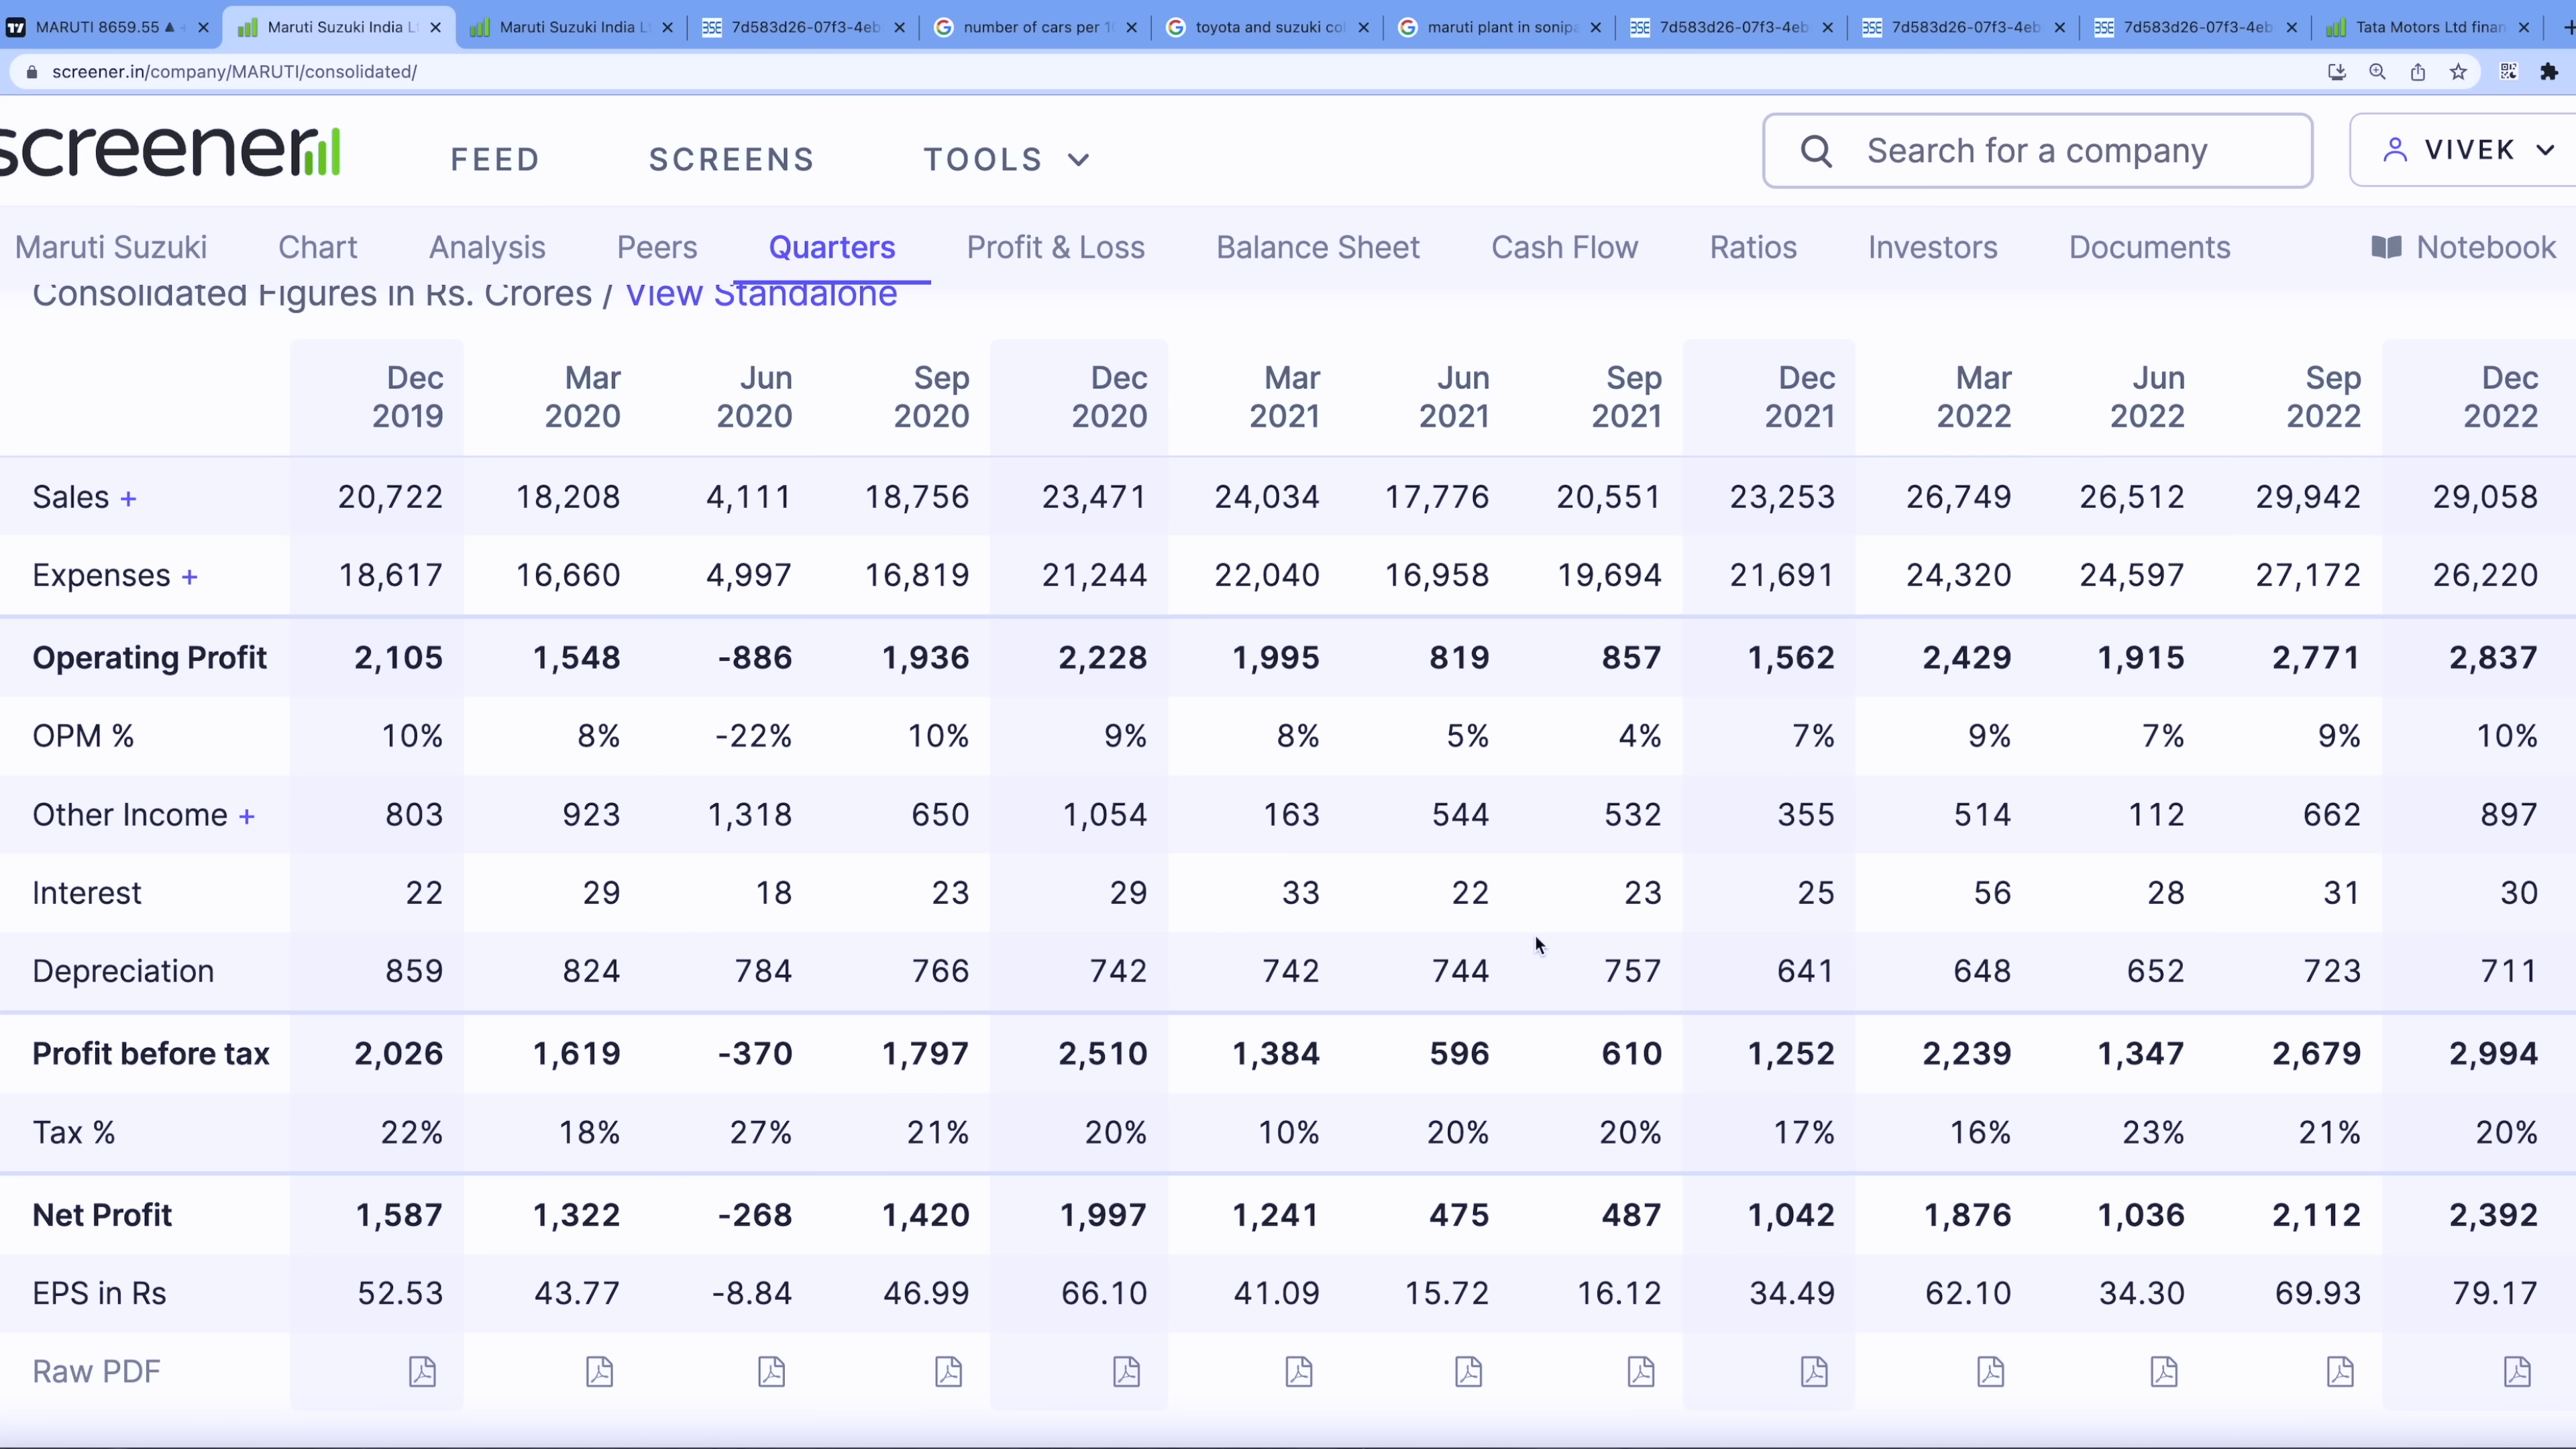 MARUTI 8659.55 ▲
Maruti Suzuki India L
Maruti Suzuki India L
BSE 7d583d26-07f3-4eb
number of cars per 1
toyota and suzuki co
maruti plant in sonip
BSE 7d583d26-07f3-4eb
BSE 7d583d26-07f3-4eb
BSE 7d583d26-07f3-4eb
Tata Motors Ltd finan
screener.in/company/MARUTI/consolidated/
screener FEED SCREENS TOOLS Search for a company VIVEK
Maruti Suzuki Chart Analysis Peers Quarters Profit & Loss Balance Sheet Cash Flow Ratios Investors Documents Notebook
Consolidated Figures in Rs. Crores / View Standalone
Dec Mar Jun Sep Dec Mar Jun Sep Dec Mar Jun Sep Dec
2019 2020 2020 2020 2020 2021 2021 2021 2021 2022 2022 2022 2022
Sales + 20,722 18,208 4,111 18,756 23,471 24,034 17,776 20,551 23,253 26,749 26,512 29,942 29,058
Expenses + 18,617 16,660 4,997 16,819 21,244 22,040 16,958 19,694 21,691 24,320 24,597 27,172 26,220
Operating Profit 2,105 1,548 -886 1,936 2,228 1,995 819 857 1,562 2,429 1,915 2,771 2,837
OPM % 10% 8% -22% 10% 9% 8% 5% 4% 7% 9% 7% 9% 10%
Other Income + 803 923 1,318 650 1,054 163 544 532 355 514 112 662 897
Interest 22 29 18 23 29 33 22 23 25 56 28 31 30
Depreciation 859 824 784 766 742 742 744 757 641 648 652 723 711
Profit before tax 2,026 1,619 -370 1,797 2,510 1,384 596 610 1,252 2,239 1,347 2,679 2,994
Tax % 22% 18% 27% 21% 20% 10% 20% 20% 17% 16% 23% 21% 20%
Net Profit 1,587 1,322 -268 1,420 1,997 1,241 475 487 1,042 1,876 1,036 2,112 2,392
EPS in Rs 52.53 43.77 -8.84 46.99 66.10 41.09 15.72 16.12 34.49 62.10 34.30 69.93 79.17
Raw PDF